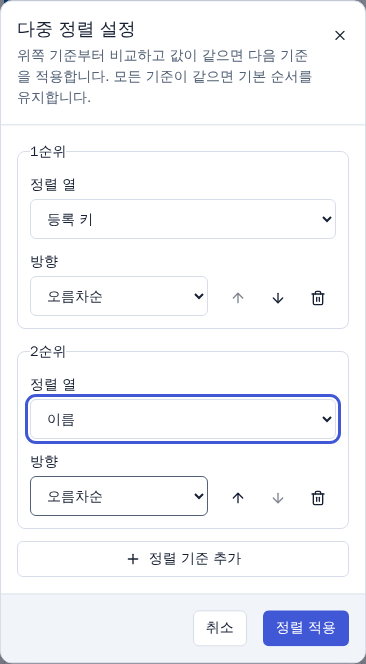 다중 정렬 설정
위쪽 기준부터 비교하고 값이 같으면 다음 기준
을 적용합니다. 모든 기준이 같으면 기본 순서를
유지합니다.
1순위
정렬 열
등록 키
방향
오름차순
2순위
정렬 열
이름
방향
오름차순
정렬 기준 추가
취소
정렬 적용